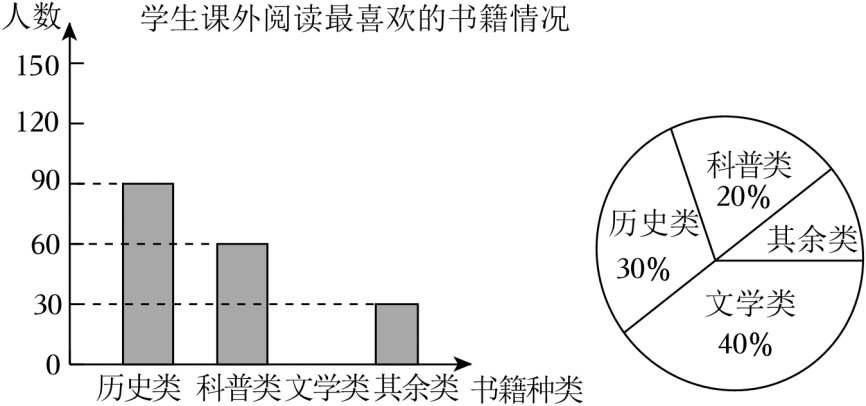 人数
学生课外阅读最喜欢的书籍情况
150
120
90
60
30
0
历史类 科普类 文学类 其余类 书籍种类
科普类
20%
历史类
30%
其余类
文学类
40%